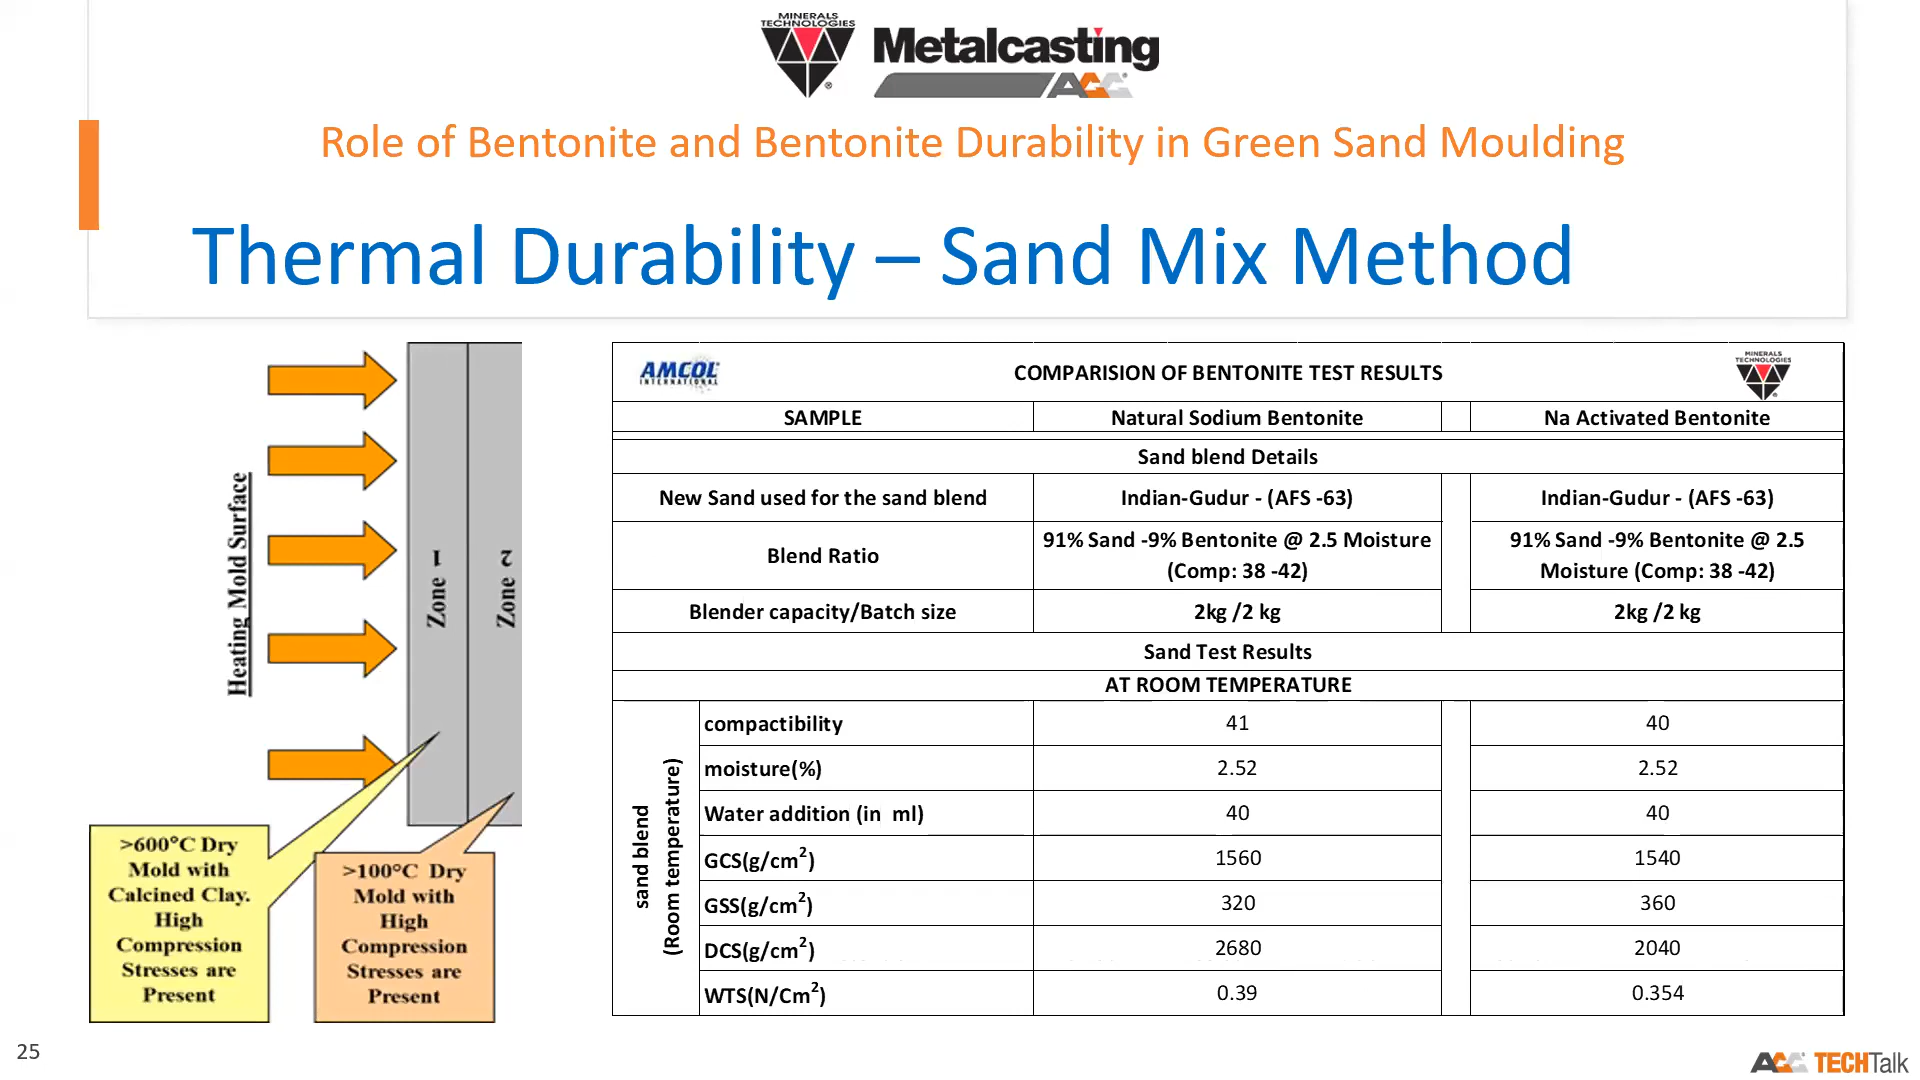 MINERALS
TECHNOLOGIES
Metalcasting
ACC
Role of Bentonite and Bentonite Durability in Green Sand Moulding
Thermal Durability – Sand Mix Method
Heating Mold Surface
Zone 1
Zone 2
>600°C Dry
Mold with
Calcined Clay.
High
Compression
Stresses are
Present
>100°C Dry
Mold with
High
Compression
Stresses are
Present
AMCOL
INTERNATIONAL
COMPARISION OF BENTONITE TEST RESULTS
MINERALS
TECHNOLOGIES
SAMPLE Natural Sodium Bentonite Na Activated Bentonite
Sand blend Details
New Sand used for the sand blend Indian-Gudur - (AFS -63) Indian-Gudur - (AFS -63)
Blend Ratio 91% Sand -9% Bentonite @ 2.5 Moisture (Comp: 38 -42) 91% Sand -9% Bentonite @ 2.5 Moisture (Comp: 38 -42)
Blender capacity/Batch size 2kg /2 kg 2kg /2 kg
Sand Test Results
AT ROOM TEMPERATURE
sand blend
(Room temperature)
compactibility 41 40
moisture(%) 2.52 2.52
Water addition (in ml) 40 40
GCS(g/cm²) 1560 1540
GSS(g/cm²) 320 360
DCS(g/cm²) 2680 2040
WTS(N/Cm²) 0.39 0.354
25
ACC TECHTalk